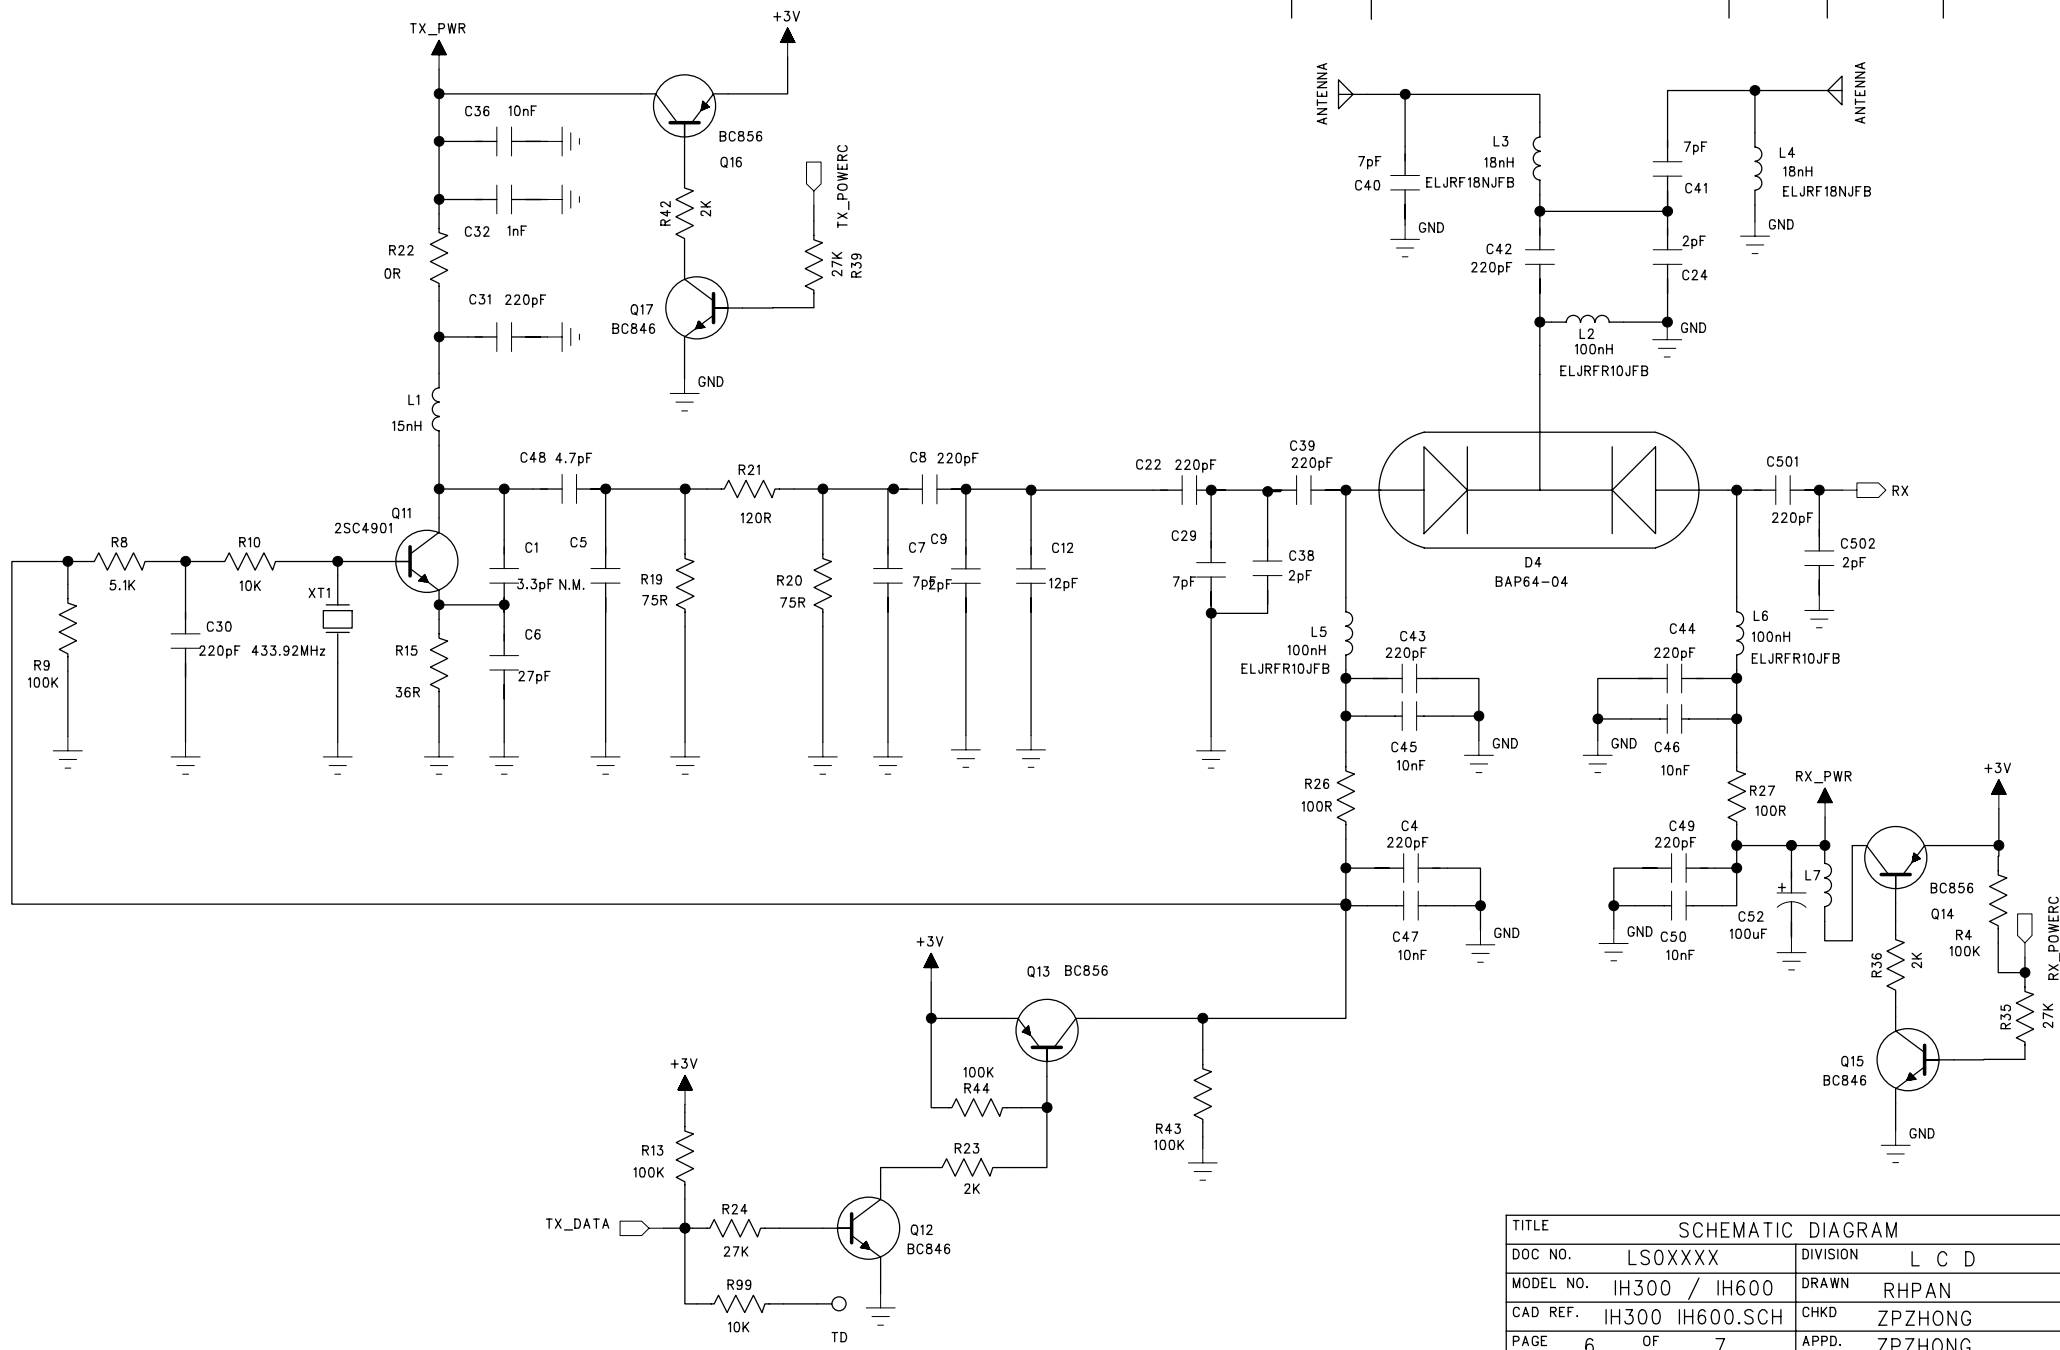 TX_PWR
+3V
C36 10nF
BC856
Q16
C32 1nF
R42
2K
TX_POWERC
27K
R39
R22
0R
C31 220pF
Q17
BC846
GND
L1
15nH
ANTENNA
ANTENNA
7pF
C40
L3
18nH
ELJRF18NJFB
7pF
C41
L4
18nH
ELJRF18NJFB
GND
GND
C42
220pF
2pF
C24
L2
100nH
ELJRFR10JFB
GND
C48 4.7pF
R21
120R
C8 220pF
C22 220pF
C39
220pF
C501
220pF
RX
Q11
2SC4901
R8
5.1K
R10
10K
XT1
433.92MHz
C30
220pF
R9
100K
R15
36R
C1
3.3pF
C6
27pF
C5
N.M.
R19
75R
R20
75R
C7
7pF
C9
2pF
C12
12pF
C29
7pF
C38
2pF
D4
BAP64-04
C502
2pF
L5
100nH
ELJRFR10JFB
C43
220pF
C45
10nF
GND
C44
220pF
C46
10nF
GND
L6
100nH
ELJRFR10JFB
R26
100R
C4
220pF
C47
10nF
GND
R27
100R
C49
220pF
GND
C50
10nF
RX_PWR
L7
C52
100uF
+
+3V
BC856
Q14
R4
100K
RX_POWERC
R36
2K
R35
27K
Q15
BC846
GND
+3V
Q13 BC856
100K
R44
R23
2K
R43
100K
+3V
R13
100K
TX_DATA
R24
27K
Q12
BC846
R99
10K
TD
TITLE SCHEMATIC DIAGRAM
DOC NO. LS0XXXX DIVISION L C D
MODEL NO. IH300 / IH600 DRAWN RHPAN
CAD REF. IH300 IH600.SCH CHKD ZPZHONG
PAGE 6 OF 7 APPD. ZPZHONG